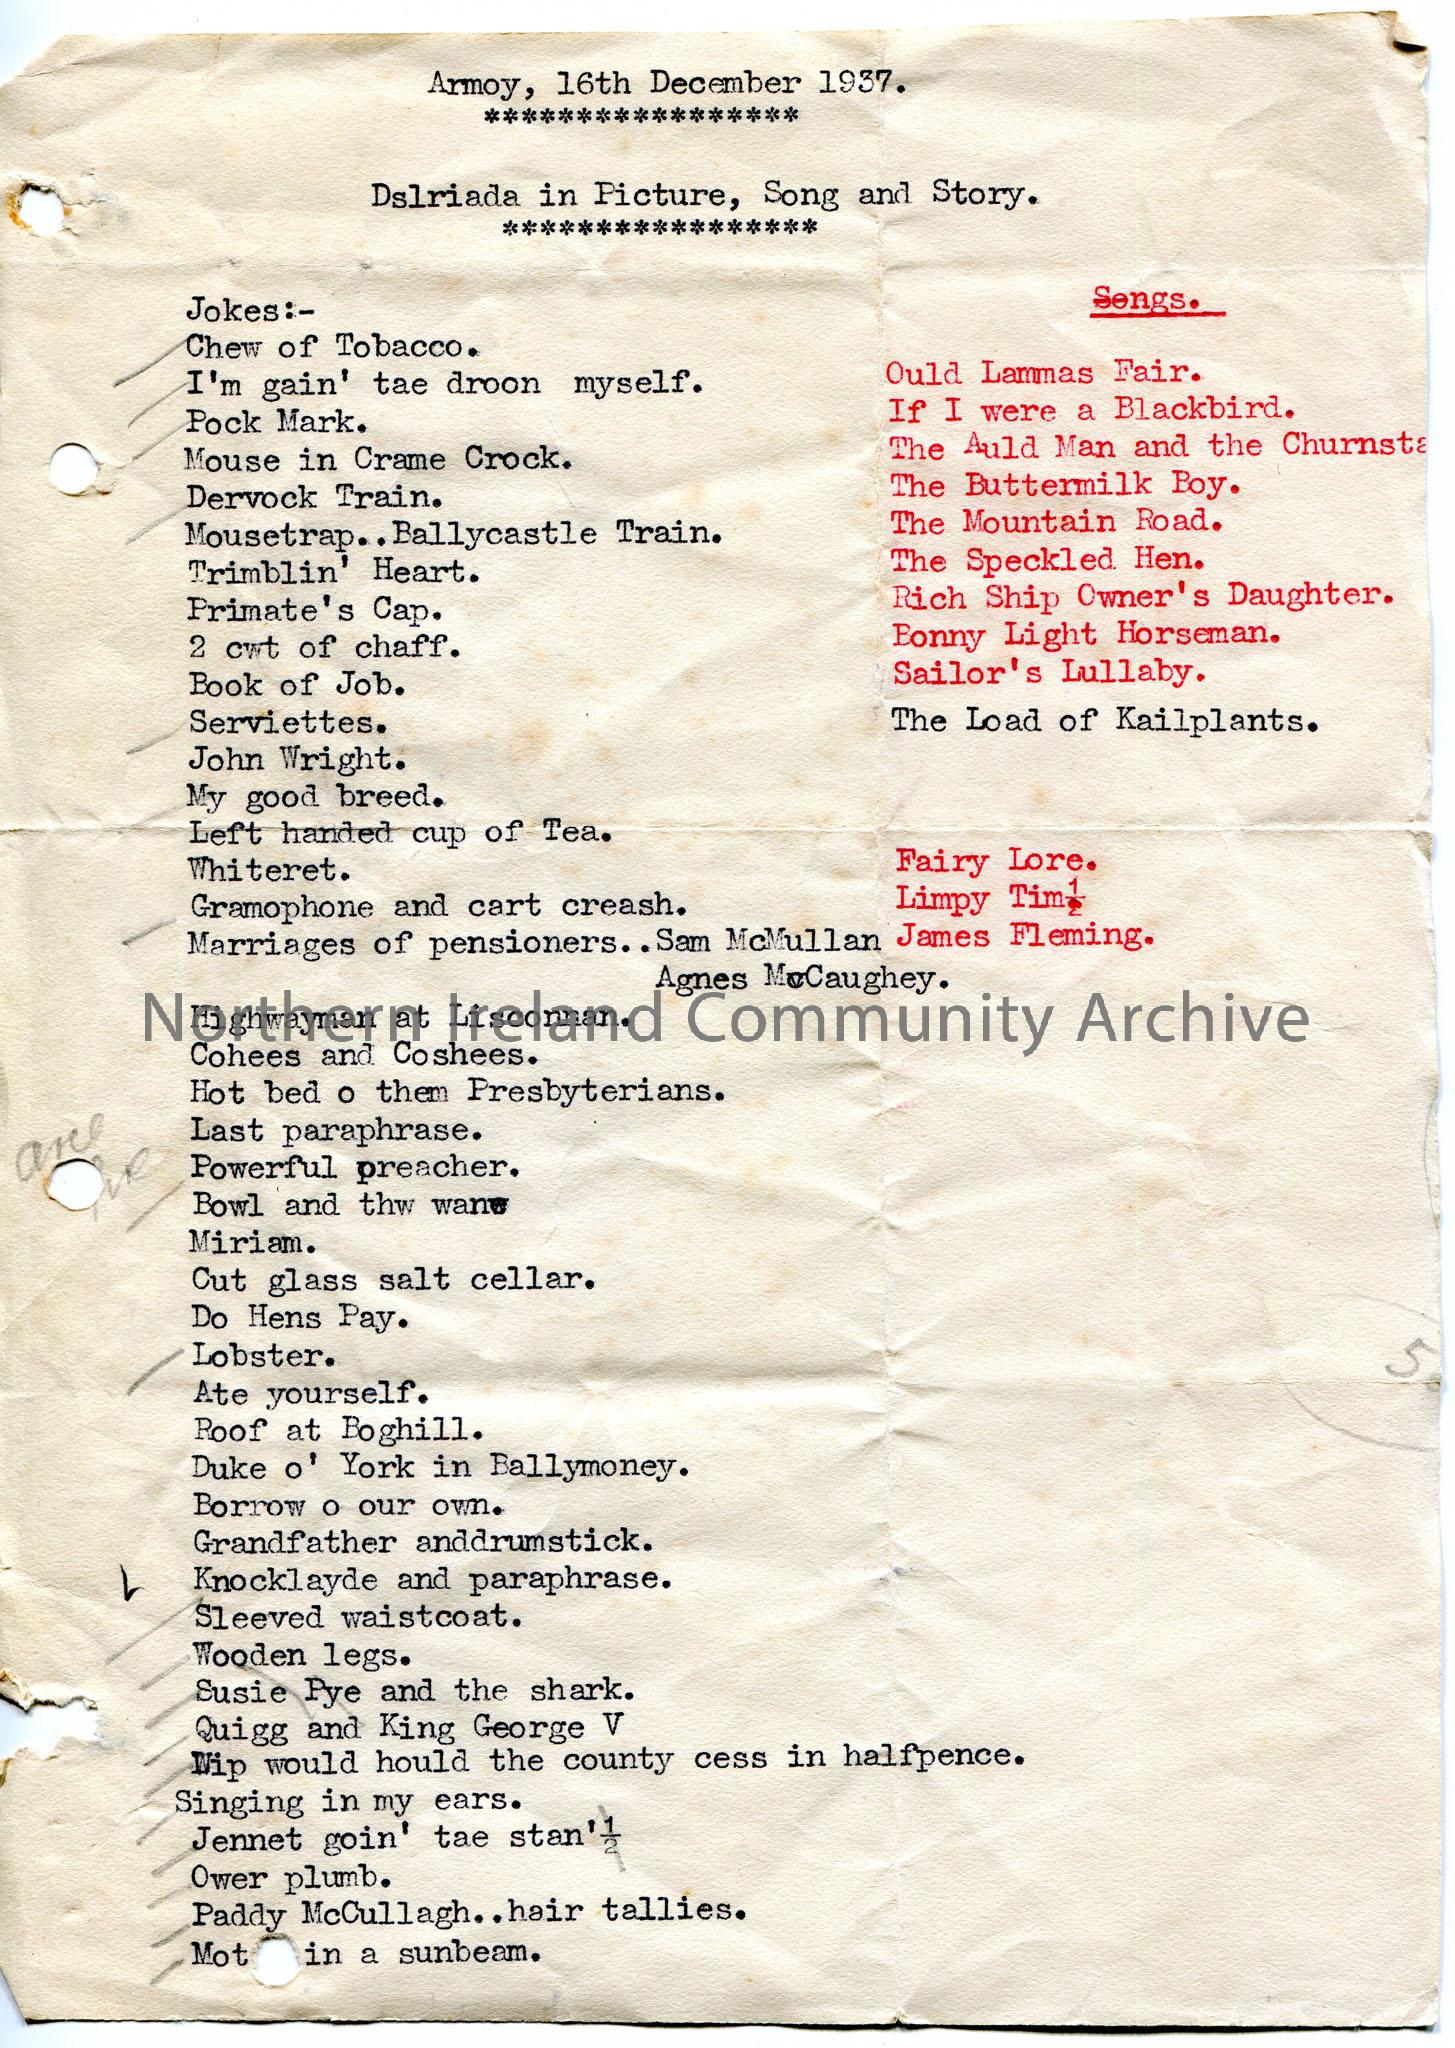 Armoy, 16th December 1937.
*****************
Dslriada in Picture, Song and Story.
*****************
Jokes:-
Chew of Tobacco.
I'm gain' tae droon myself.
Pock Mark.
Mouse in Crame Crock.
Dervock Train.
Mousetrap..Ballycastle Train.
Trimblin' Heart.
Primate's Cap.
2 cwt of chaff.
Book of Job.
Serviettes.
John Wright.
My good breed.
Left handed cup of Tea.
Whiteret.
Gramophone and cart creash.
Marriages of pensioners..Sam McMullan
Agnes McCaughey.
Highwayman at Lisconnan.
Cohees and Coshees.
Hot bed o them Presbyterians.
Last paraphrase.
Powerful preacher.
Bowl and thw wane
Miriam.
Cut glass salt cellar.
Do Hens Pay.
Lobster.
Ate yourself.
Roof at Boghill.
Duke o' York in Ballymoney.
Borrow o our own.
Grandfather anddrumstick.
Knocklayde and paraphrase.
Sleeved waistcoat.
Wooden legs.
Susie Pye and the shark.
Quigg and King George V
would hould the county cess in halfpence.
Singing in my ears.
Jennet goin' tae stan'½
Ower plumb.
Paddy McCullagh..hair tallies.
Mot in a sunbeam.
Songs.
Ould Lammas Fair.
If I were a Blackbird.
The Auld Man and the Churnsta
The Buttermilk Boy.
The Mountain Road.
The Speckled Hen.
Rich Ship Owner's Daughter.
Bonny Light Horseman.
Sailor's Lullaby.
The Load of Kailplants.
Fairy Lore.
Limpy Tim½
James Fleming.
5
Northern Ireland Community Archive